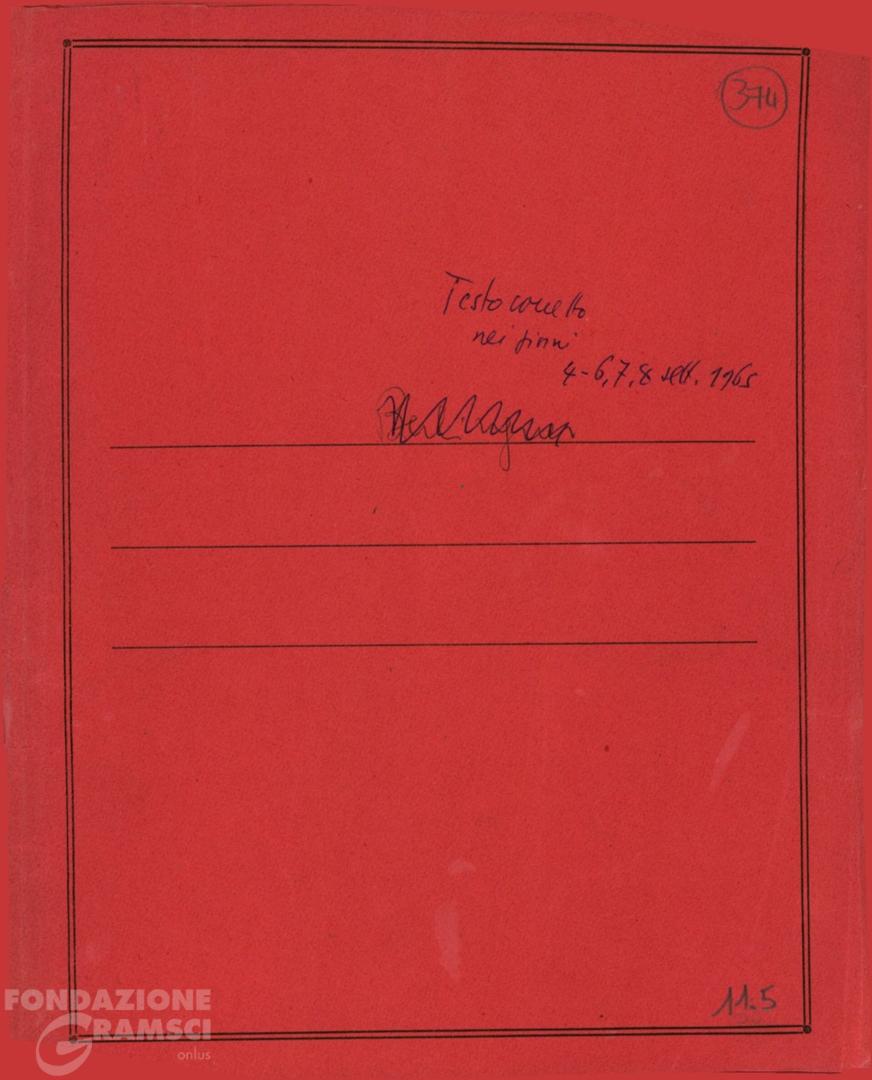 374
Testo corretto
nei giorni
4-6, 7, 8 sett. 1965
11.5
FONDAZIONE
GRAMSCI
onlus